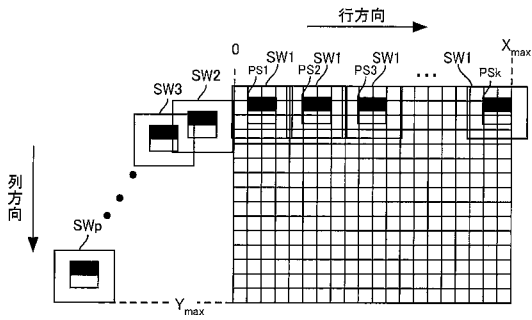 行方向
0
X max
SW1 SW1 SW1 ... SW1
PS1 PS2 PS3 PSk
SW3 SW2
列方向
SWp
Y max